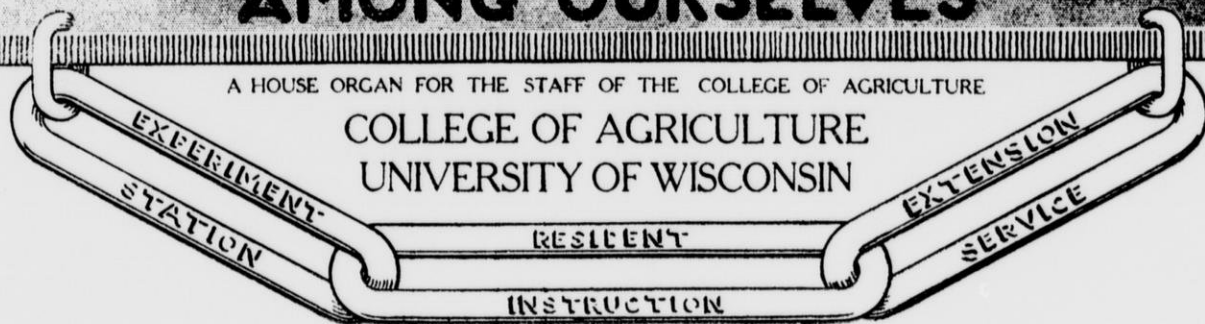 AMONG OURSELVES
A HOUSE ORGAN FOR THE STAFF OF THE COLLEGE OF AGRICULTURE
COLLEGE OF AGRICULTURE
UNIVERSITY OF WISCONSIN
EXPERIMENT
STATION
RESIDENT
INSTRUCTION
EXTENSION
SERVICE